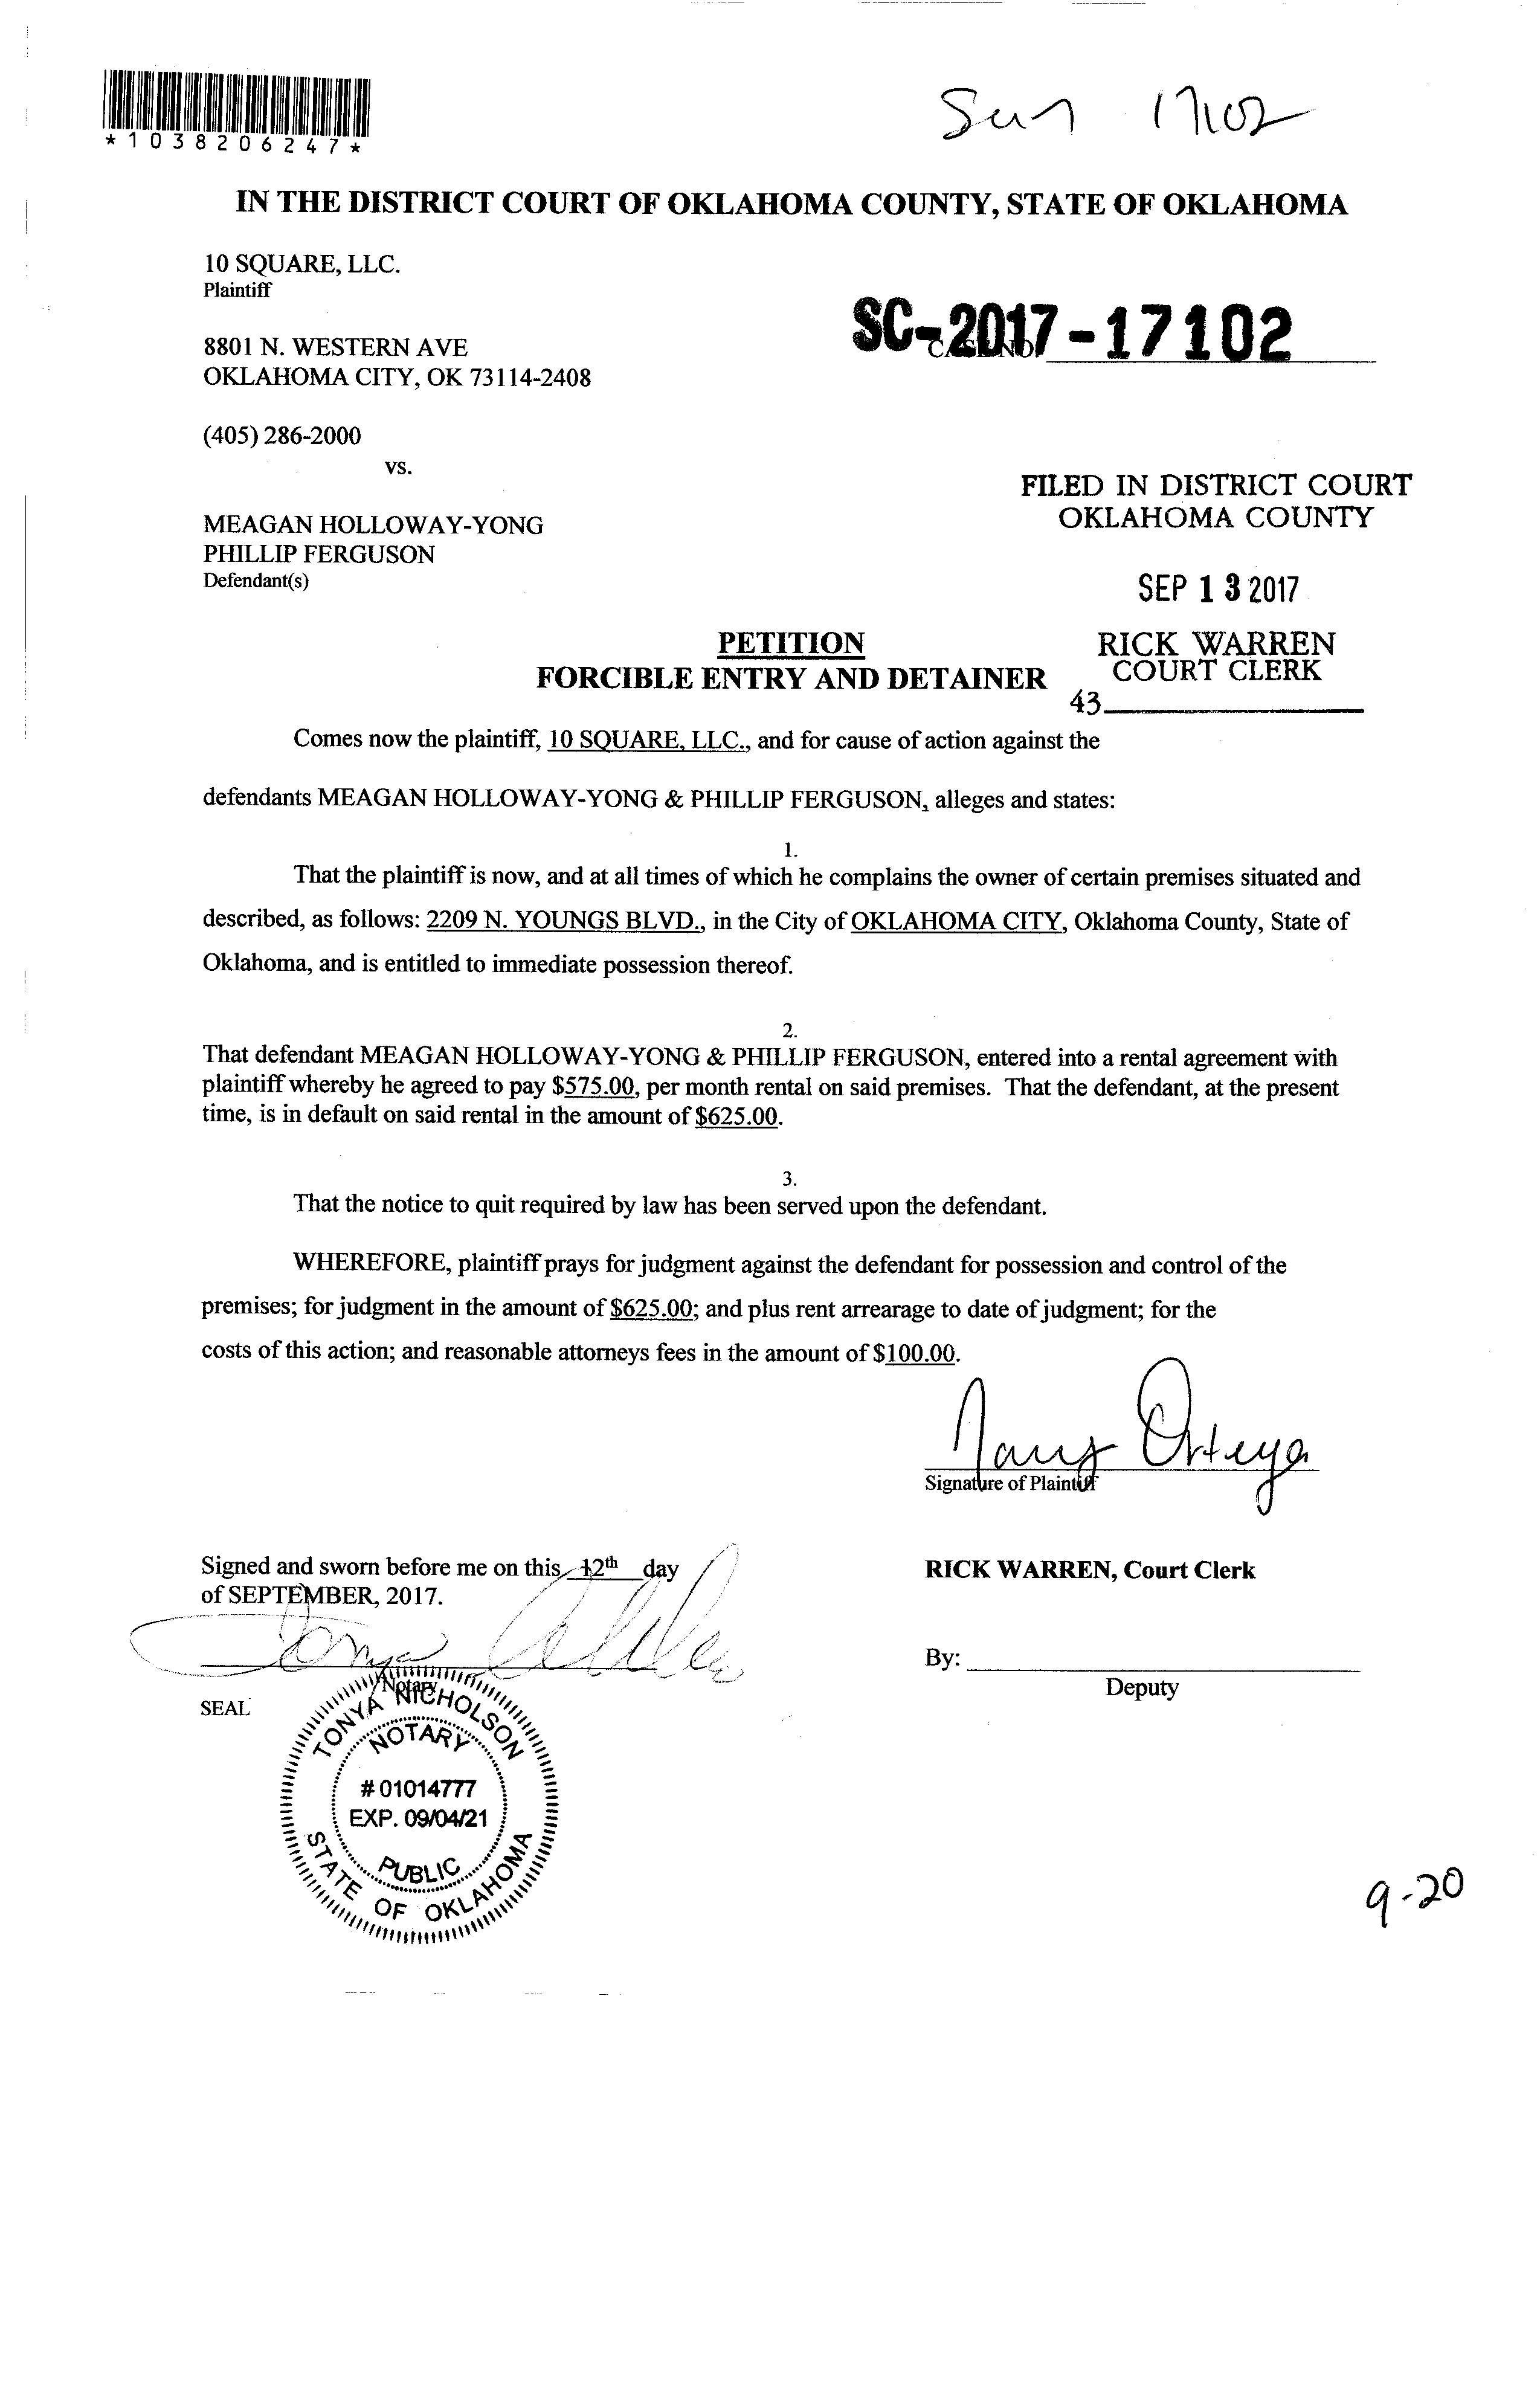 *1038206247*
17102
IN THE DISTRICT COURT OF OKLAHOMA COUNTY, STATE OF OKLAHOMA
10 SQUARE, LLC.
Plaintiff
8801 N. WESTERN AVE
OKLAHOMA CITY, OK 73114-2408
SC-2017-17102
CASE NO.
(405) 286-2000
vs.
FILED IN DISTRICT COURT
OKLAHOMA COUNTY
MEAGAN HOLLOWAY-YONG
PHILLIP FERGUSON
Defendant(s)
SEP 13 2017
PETITION
FORCIBLE ENTRY AND DETAINER
RICK WARREN
COURT CLERK
43
Comes now the plaintiff, 10 SQUARE, LLC., and for cause of action against the
defendants MEAGAN HOLLOWAY-YONG & PHILLIP FERGUSON, alleges and states:
1.
That the plaintiff is now, and at all times of which he complains the owner of certain premises situated and
described, as follows: 2209 N. YOUNGS BLVD., in the City of OKLAHOMA CITY, Oklahoma County, State of
Oklahoma, and is entitled to immediate possession thereof.
2.
That defendant MEAGAN HOLLOWAY-YONG & PHILLIP FERGUSON, entered into a rental agreement with
plaintiff whereby he agreed to pay $575.00, per month rental on said premises. That the defendant, at the present
time, is in default on said rental in the amount of $625.00.
3.
That the notice to quit required by law has been served upon the defendant.
WHEREFORE, plaintiff prays for judgment against the defendant for possession and control of the
premises; for judgment in the amount of $625.00; and plus rent arrearage to date of judgment; for the
costs of this action; and reasonable attorneys fees in the amount of $100.00.
Ortega
Signature of Plaintiff
Signed and sworn before me on this 12th day
of SEPTEMBER, 2017.
RICK WARREN, Court Clerk
Tonya
Notary
By:
Deputy
SEAL
TONYA NICHOLSON
NOTARY
# 01014777
EXP. 09/04/21
PUBLIC
STATE OF OKLAHOMA
9-20